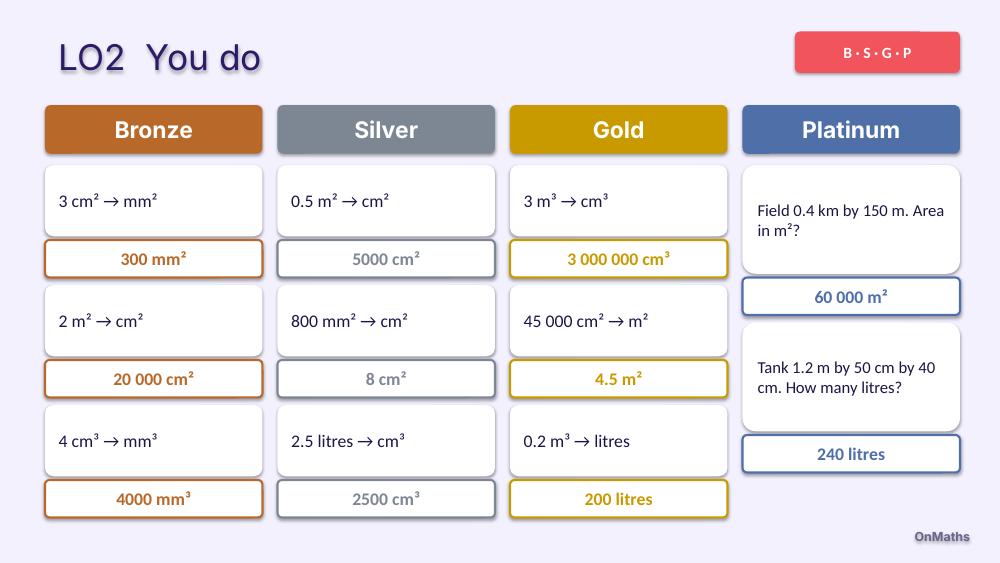 LO2 You do
B · S · G · P
Bronze
3 cm² → mm²
300 mm²
2 m² → cm²
20 000 cm²
4 cm³ → mm³
4000 mm³
Silver
0.5 m² → cm²
5000 cm²
800 mm² → cm²
8 cm²
2.5 litres → cm³
2500 cm³
Gold
3 m³ → cm³
3 000 000 cm³
45 000 cm² → m²
4.5 m²
0.2 m³ → litres
200 litres
Platinum
Field 0.4 km by 150 m. Area
in m²?
60 000 m²
Tank 1.2 m by 50 cm by 40
cm. How many litres?
240 litres
OnMaths